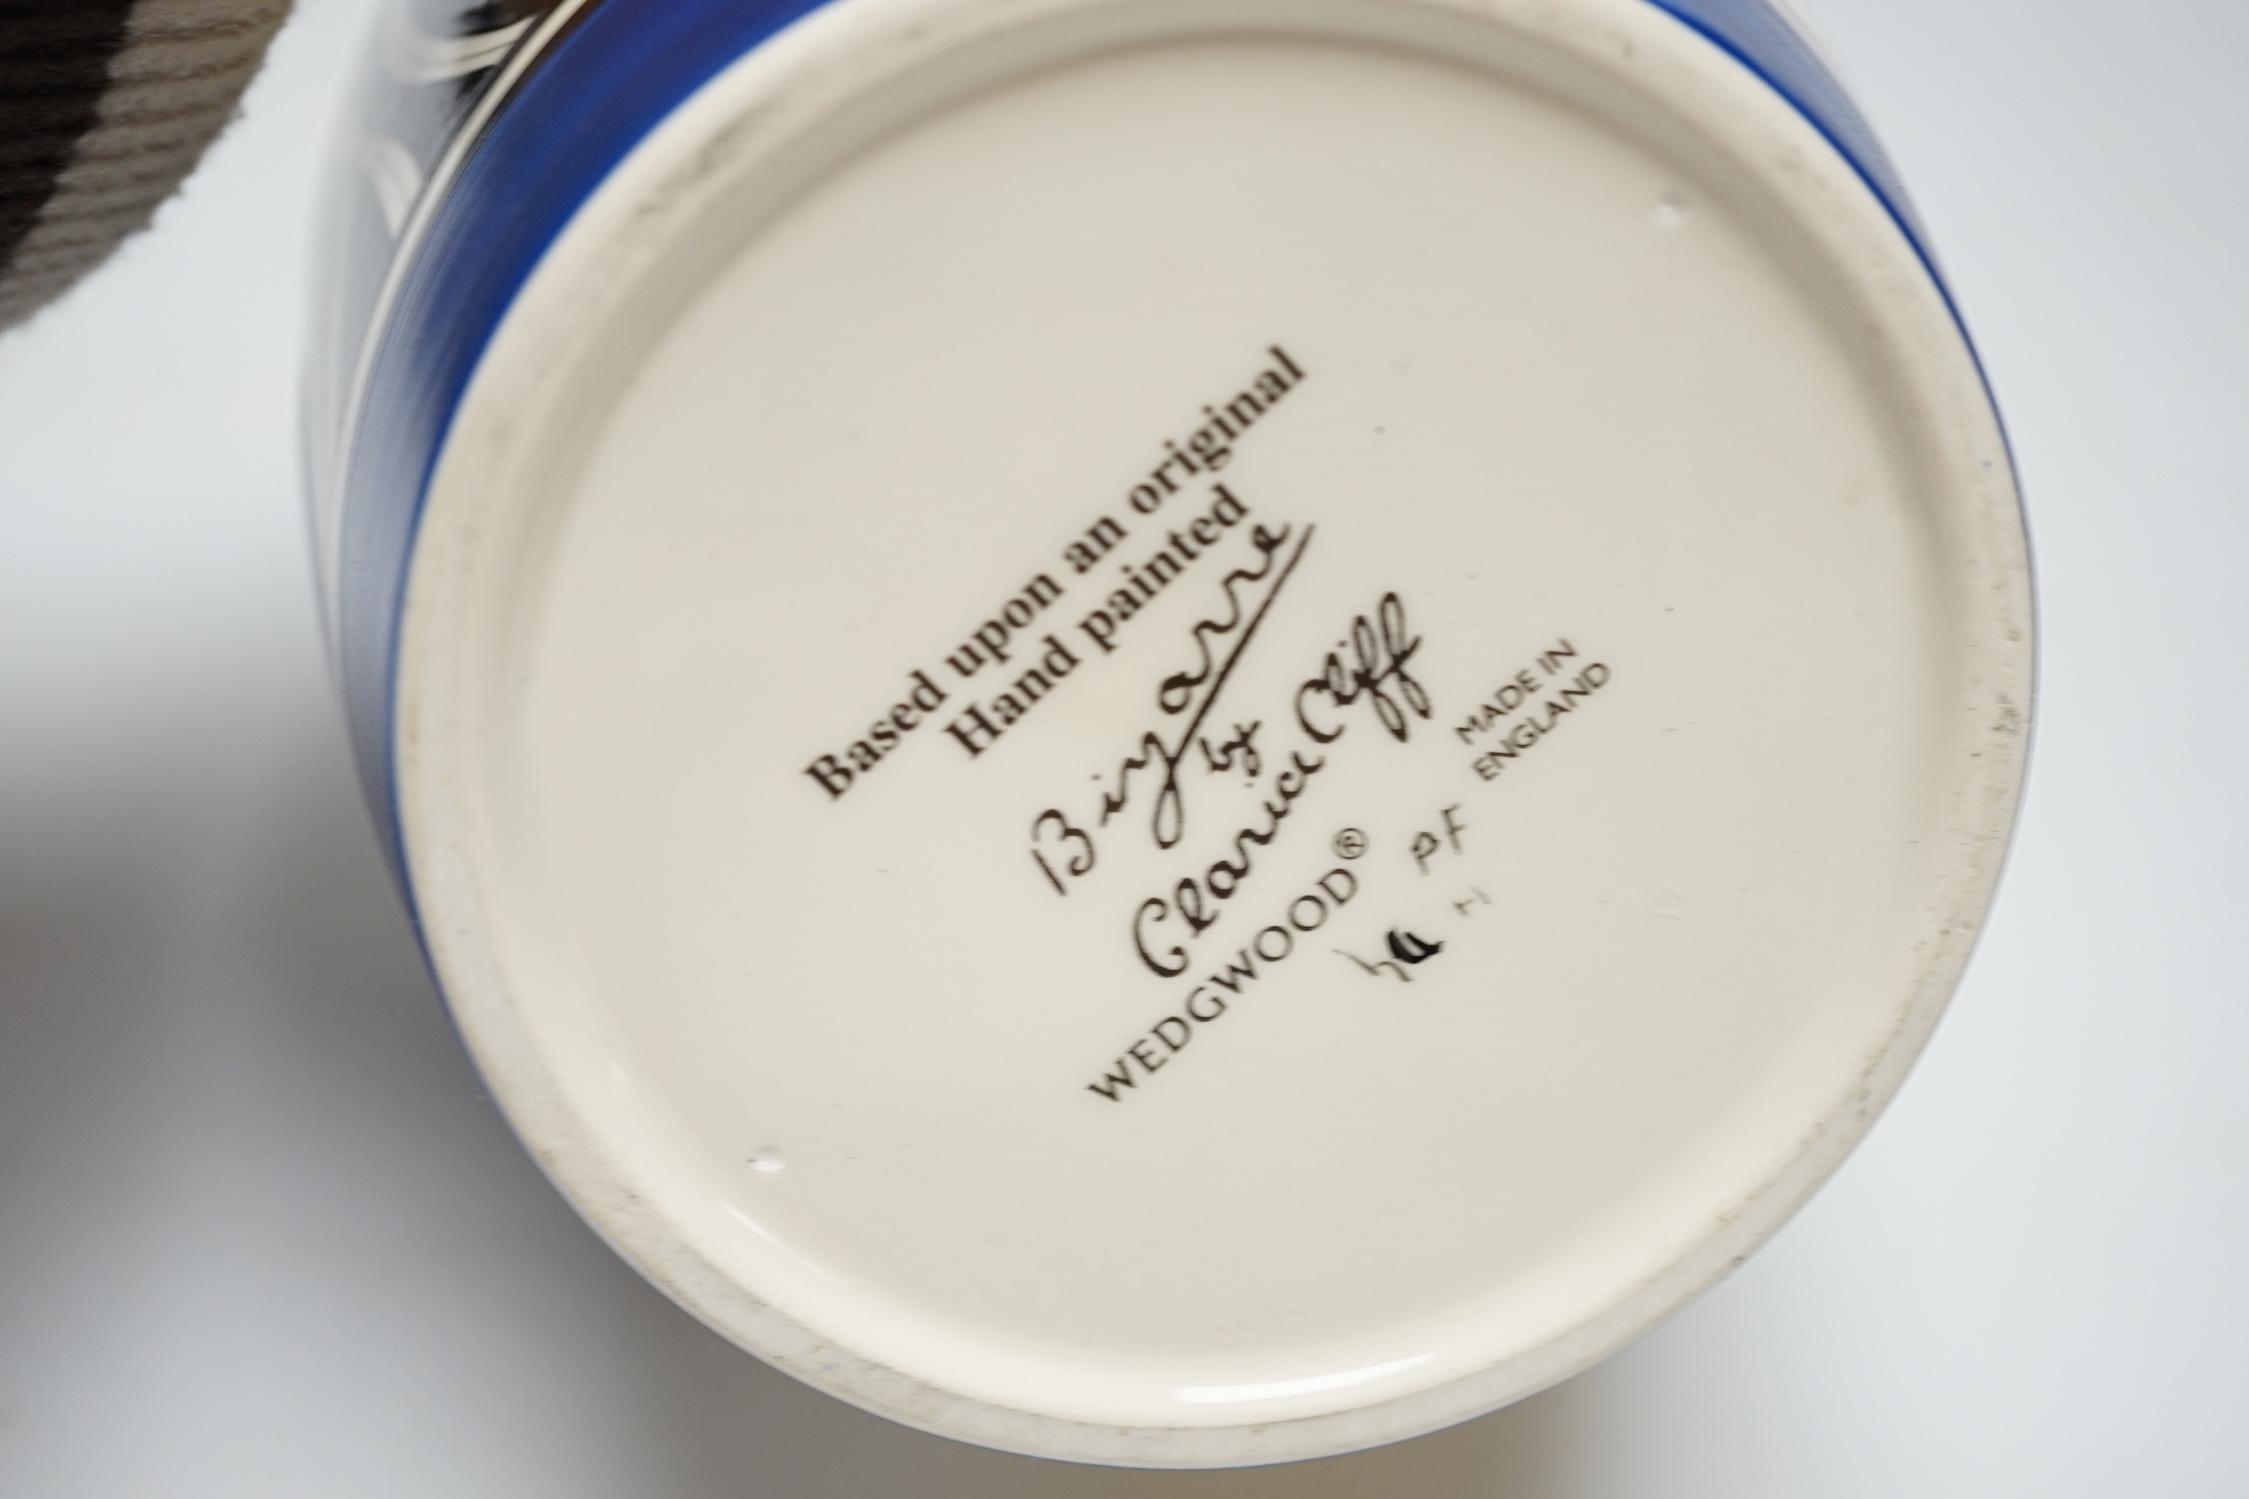 Based upon an original
Hand painted
Bizarre
by
Clarice Cliff
WEDGWOOD®
MADE IN
ENGLAND
PF